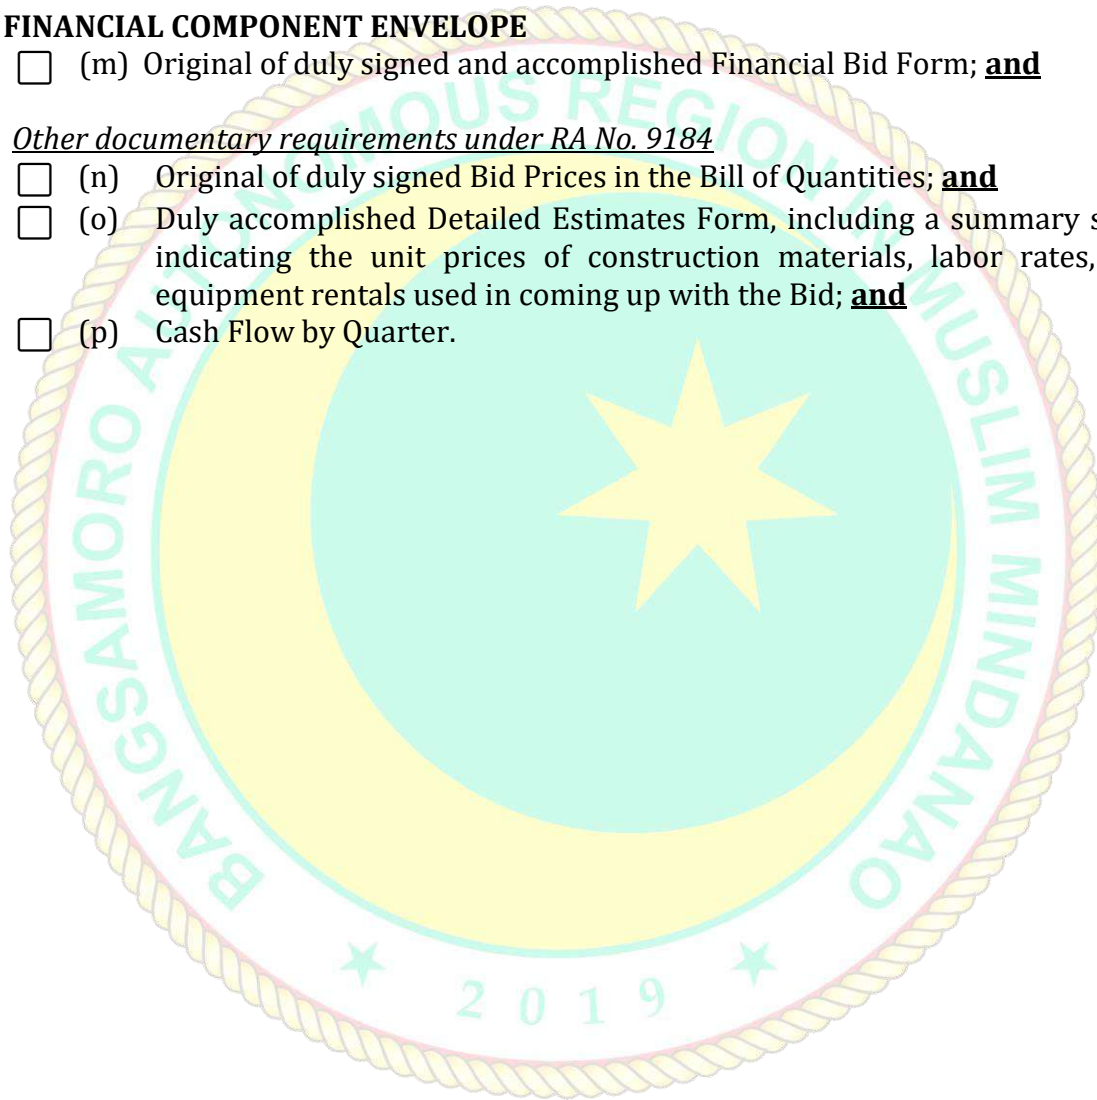 FINANCIAL COMPONENT ENVELOPE
(m) Original of duly signed and accomplished Financial Bid Form; and
Other documentary requirements under RA No. 9184
(n) Original of duly signed Bid Prices in the Bill of Quantities; and
(o) Duly accomplished Detailed Estimates Form, including a summary
indicating the unit prices of construction materials, labor rates,
equipment rentals used in coming up with the Bid; and
(p) Cash Flow by Quarter.
BANGSAMORO AUTONOMOUS REGION IN MUSLIM MINDANAO
2019